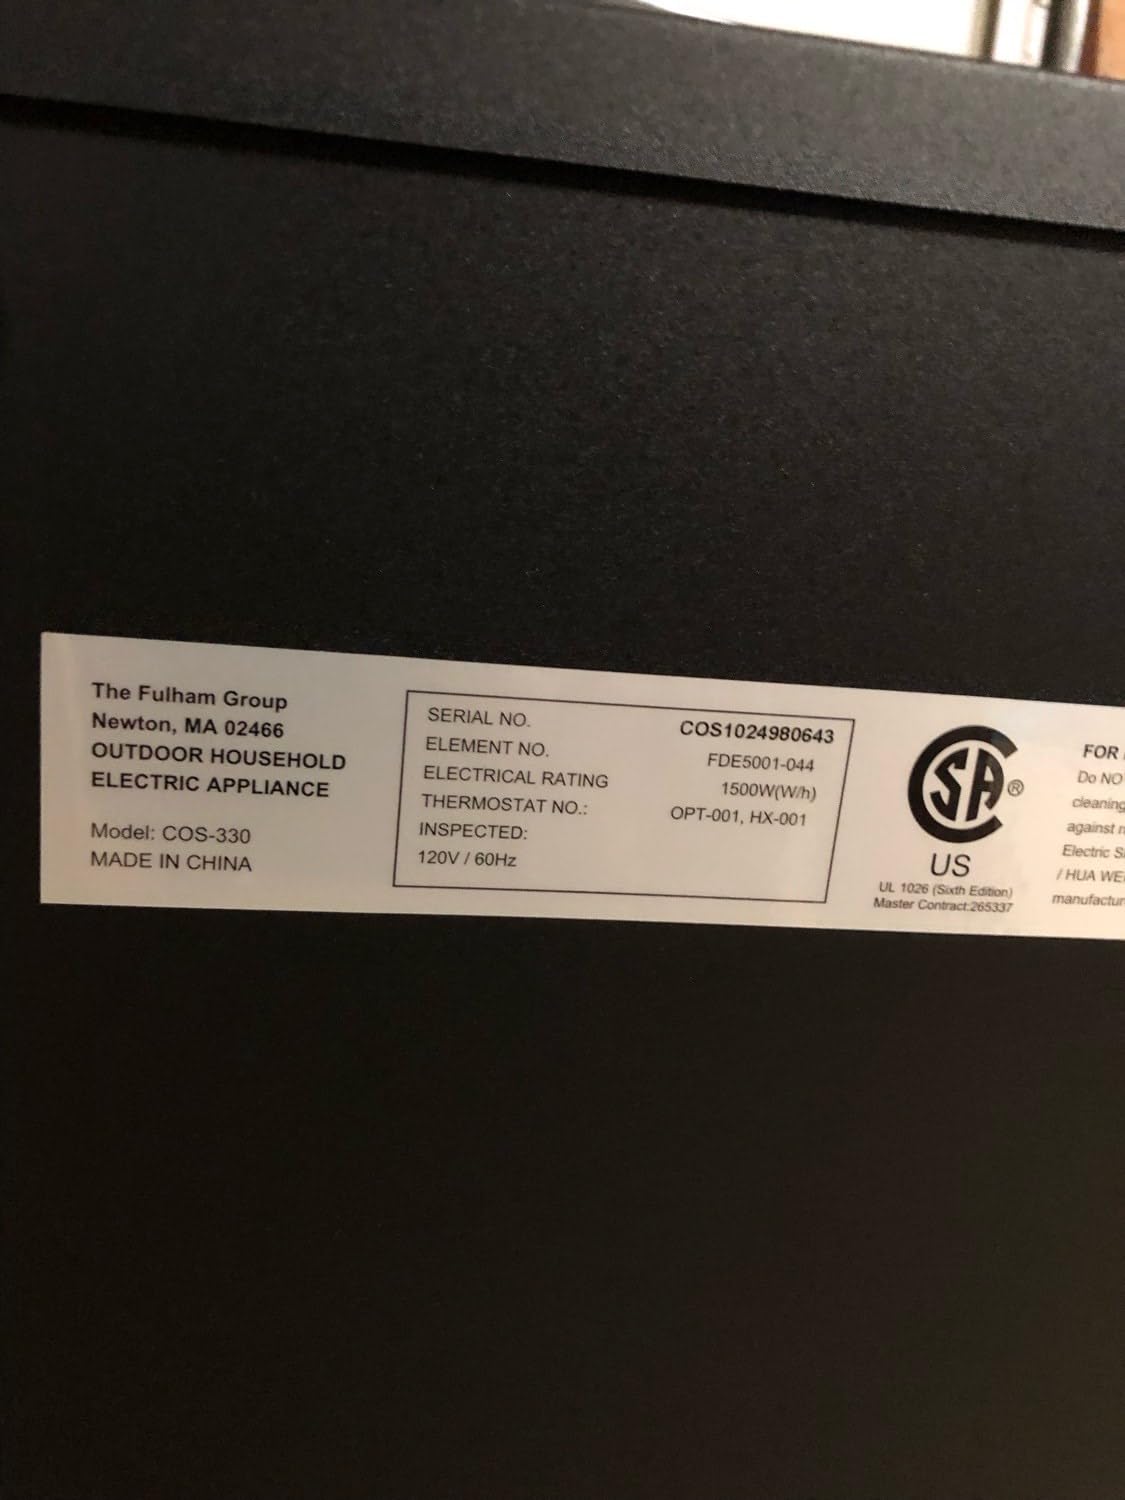 The Fulham Group
Newton, MA 02466
OUTDOOR HOUSEHOLD
ELECTRIC APPLIANCE
Model: COS-330
MADE IN CHINA
SERIAL NO. COS1024980643
ELEMENT NO. FDE5001-044
ELECTRICAL RATING 1500W(W/h)
THERMOSTAT NO.: OPT-001, HX-001
INSPECTED:
120V / 60Hz
SA ®
US
UL 1026 (Sixth Edition)
Master Contract:265337
FOR
Do NO
cleaning
against
Electric
/ HUA WE
manufactur